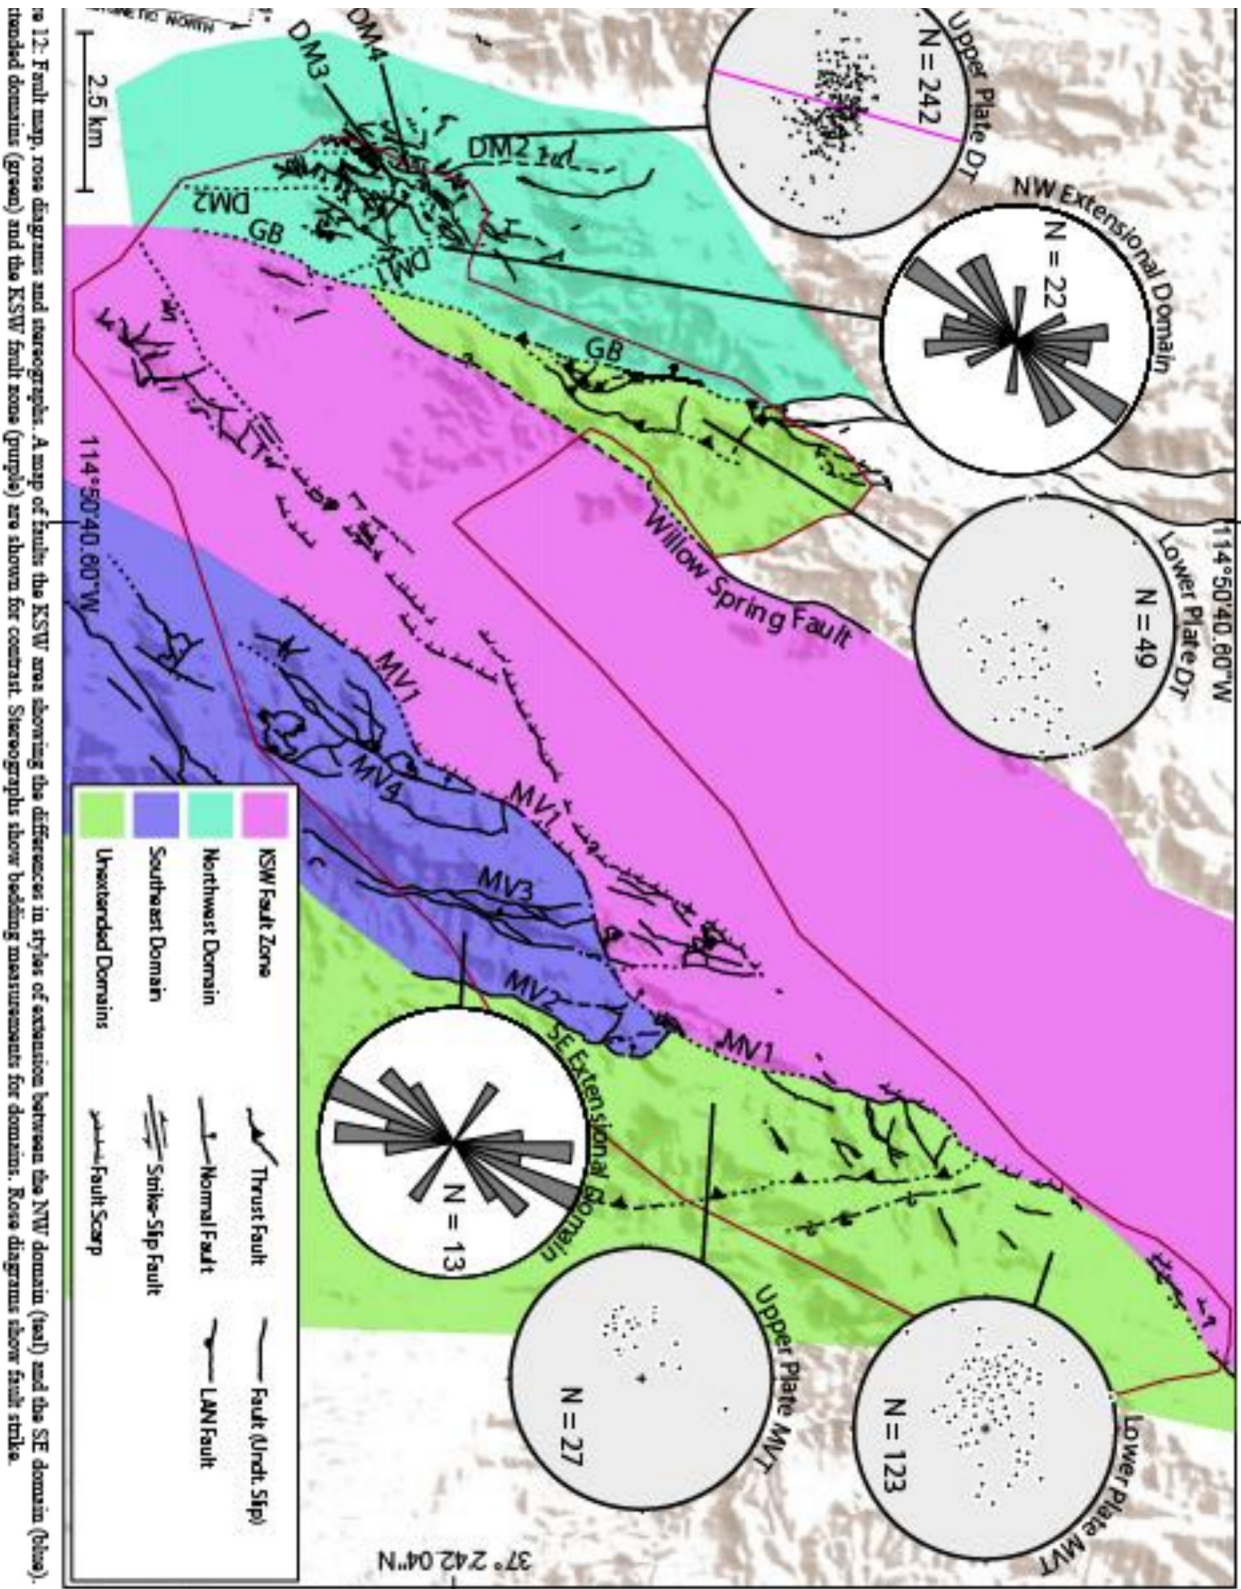 114°50'40.60"W
Upper Plate DT
N = 242
NW Extensional Domain
N = 22
Lower Plate DT
N = 49
DM4
DM3
DM2
DM2
DM1
GB
GB
Willow Spring Fault
MV1
MV1
MV1
MV2
MV3
MV4
SE Extensional Domain
N = 13
Upper Plate MVT
N = 27
Lower Plate MVT
N = 123
37°2'42.04"N
114°50'40.60"W
2.5 km
NORTH
KSW Fault Zone
Northwest Domain
Southeast Domain
Unextended Domains
Thrust Fault
Normal Fault
Strike-Slip Fault
Fault Scarp
Fault (Undt. Slip)
LAN Fault
12: Fault map, rose diagrams and stereographs. A map of faults the KSW area showing the differences in styles of extension between the NW domain (teal) and the SE domain (blue).
domains (green) and the KSW fault zone (purple) are shown for contrast. Stereographs show bedding measurements for domains. Rose diagrams show fault strike.